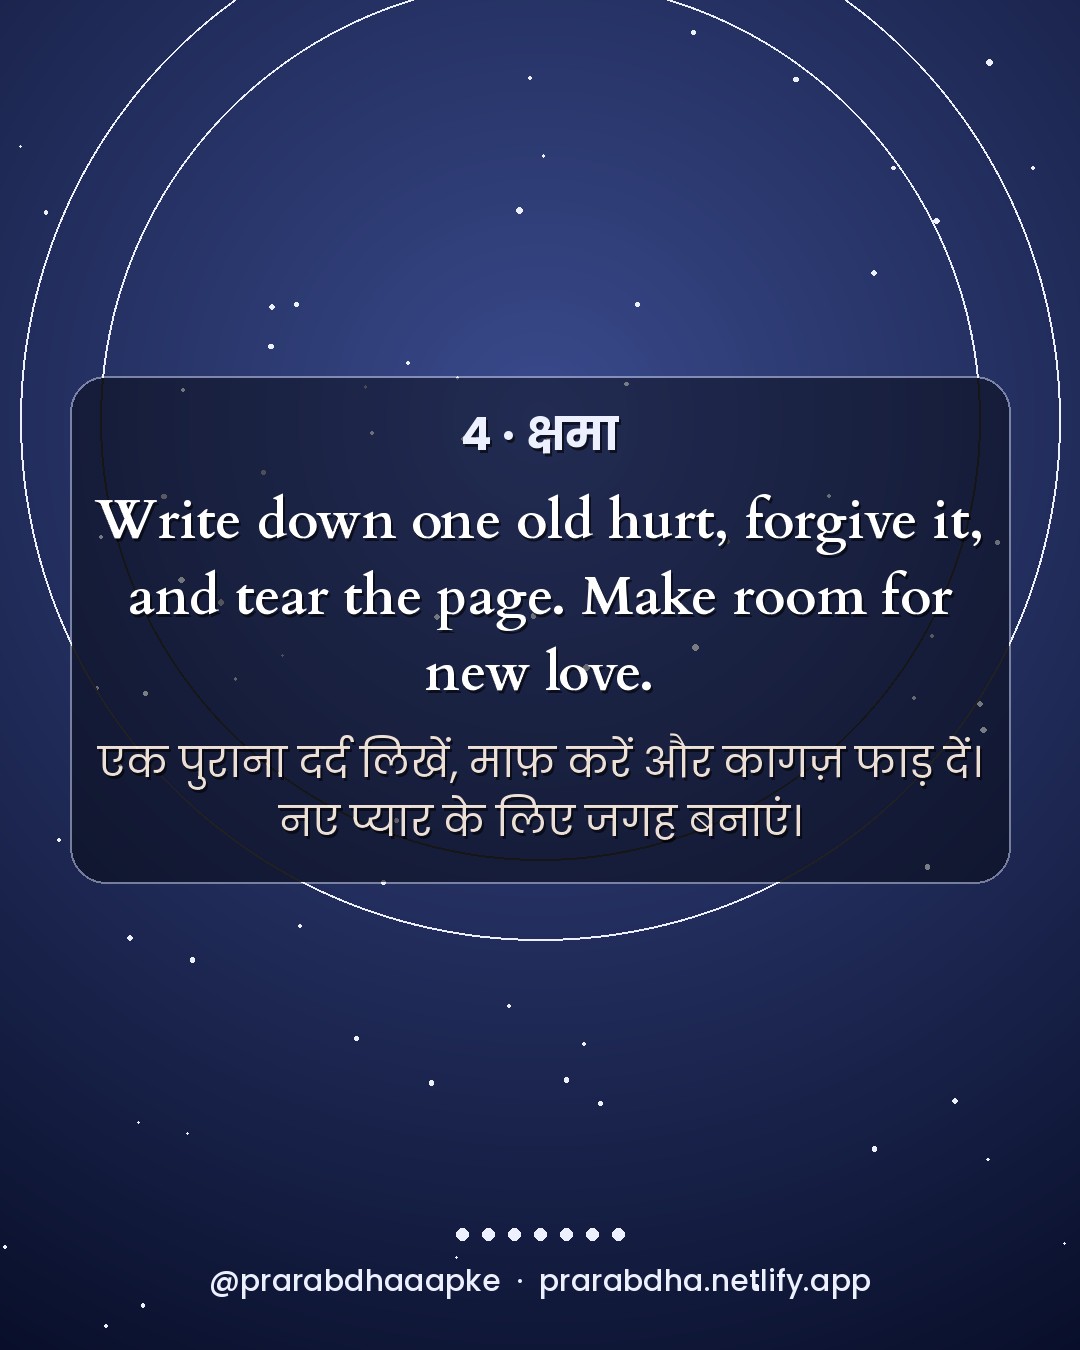 4 · क्षमा
Write down one old hurt, forgive it,
and tear the page. Make room for
new love.
एक पुराना दर्द लिखें, माफ़ करें और कागज़ फाड़ दें।
नए प्यार के लिए जगह बनाएं।
@prarabdhaaapke · prarabdha.netlify.app